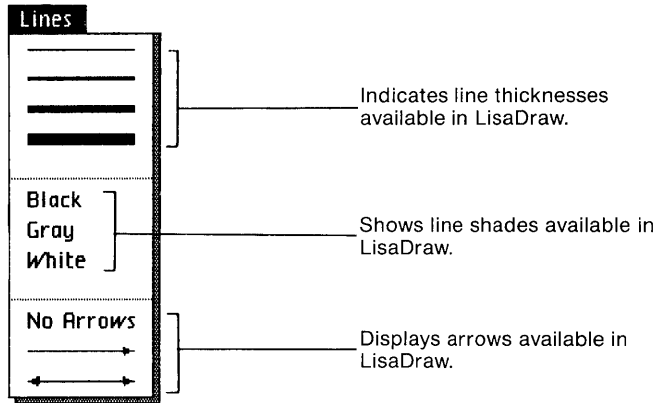 Lines
Indicates line thicknesses
available in LisaDraw.
Black
Gray
White
Shows line shades available in
LisaDraw.
No Arrows
Displays arrows available in
LisaDraw.